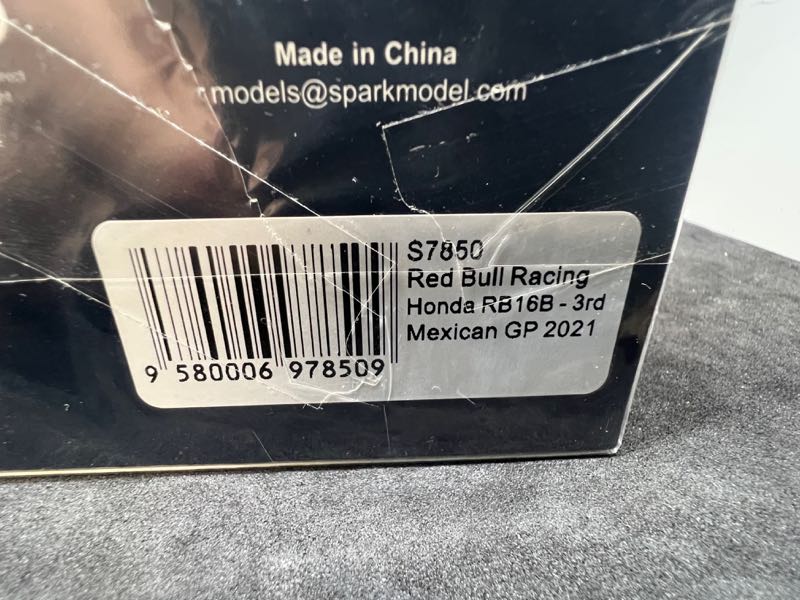 Made in China
models@sparkmodel.com
S7850
Red Bull Racing
Honda RB16B - 3rd
Mexican GP 2021
9 580006 978509